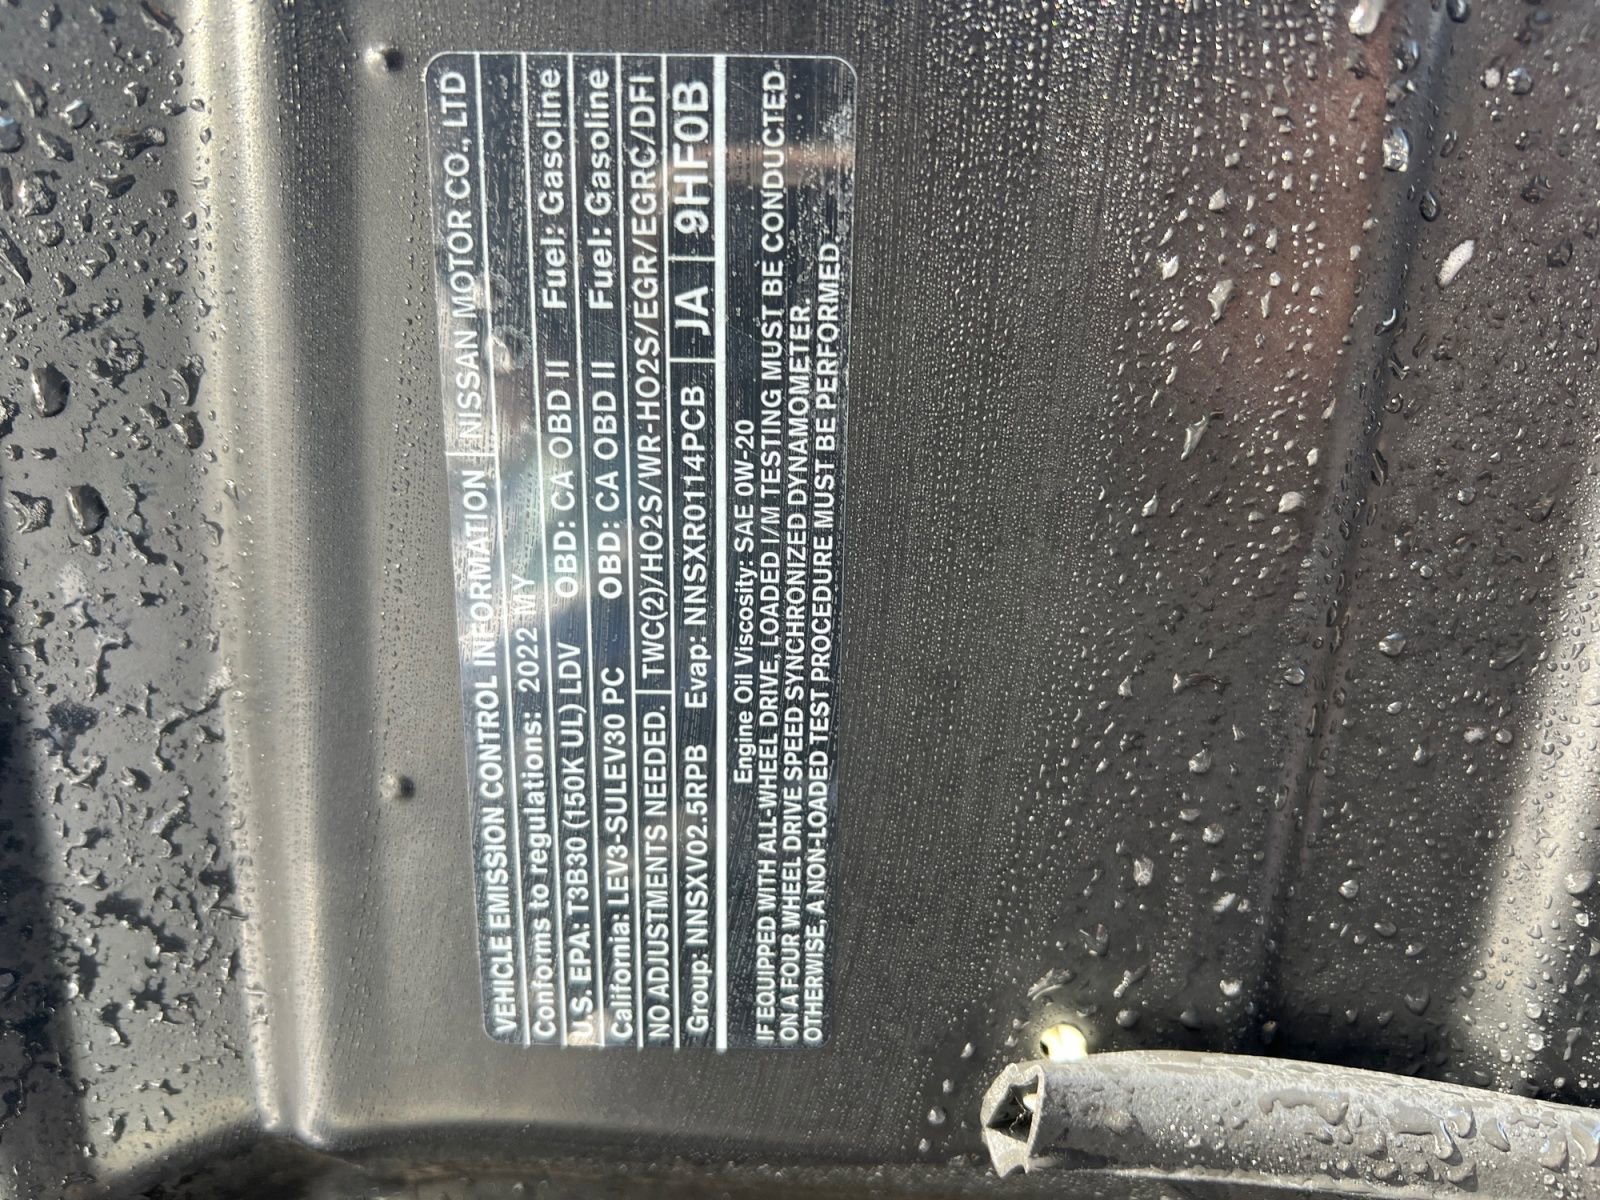 VEHICLE EMISSION CONTROL INFORMATION NISSAN MOTOR CO., LTD
Conforms to regulations: 2022 MY
U.S. EPA: T3B30 (150K UL) LDV OBD: CA OBD II Fuel: Gasoline
California: LEV3-SULEV30 PC OBD: CA OBD II Fuel: Gasoline
NO ADJUSTMENTS NEEDED. TWC(2)/HO2S/WR-HO2S/EGR/EGRC/DFI
Group: NNSXV02.5RPB Evap: NNSXR0114PCB JA 9HF0B
Engine Oil Viscosity: SAE 0W-20
IF EQUIPPED WITH ALL-WHEEL DRIVE, LOADED I/M TESTING MUST BE CONDUCTED
ON A FOUR WHEEL DRIVE SPEED SYNCHRONIZED DYNAMOMETER.
OTHERWISE, A NON-LOADED TEST PROCEDURE MUST BE PERFORMED.